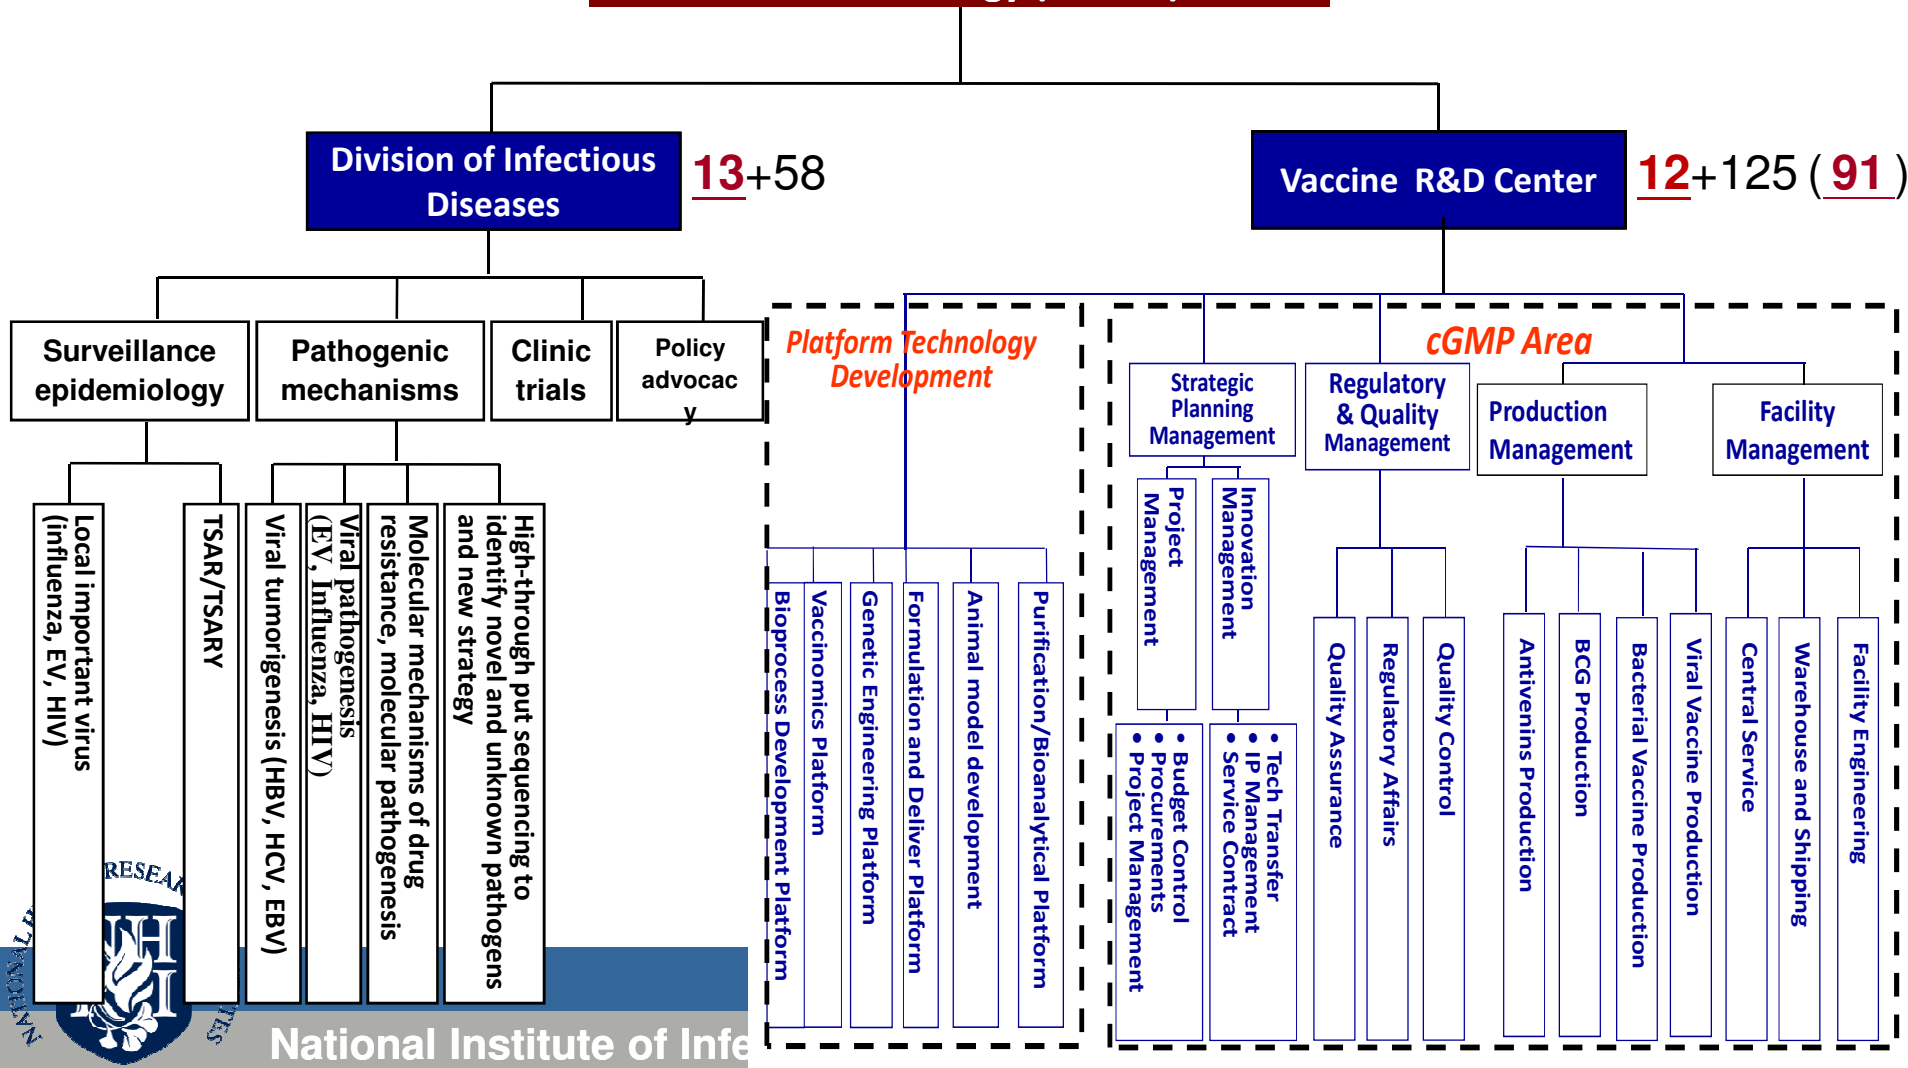 Division of Infectious
Diseases
13+58
Vaccine R&D Center
12+125 ( 91 )
Surveillance
epidemiology
Pathogenic
mechanisms
Clinic
trials
Policy
advocac
y
Local important virus
(influenza, EV, HIV)
TSAR/TSARY
Viral tumorigenesis (HBV, HCV, EBV)
Viral pathogenesis
(EV, Influenza, HIV)
Molecular mechanisms of drug
resistance, molecular pathogenesis
High-through put sequencing to
identify novel and unknown pathogens
and new strategy
Platform Technology
Development
Bioprocess Development Platform
Vaccinomics Platform
Genetic Engineering Platform
Formulation and Deliver Platform
Animal model development
Purification/Bioanalytical Platform
cGMP Area
Strategic
Planning
Management
Regulatory
& Quality
Management
Production
Management
Facility
Management
Project
Management
Innovation
Management
• Budget Control
• Procurements
• Project Management
• Tech Transfer
• IP Management
• Service Contract
Quality Assurance
Regulatory Affairs
Quality Control
Antivenins Production
BCG Production
Bacterial Vaccine Production
Viral Vaccine Production
Central Service
Warehouse and Shipping
Facility Engineering
National Institute of Infe